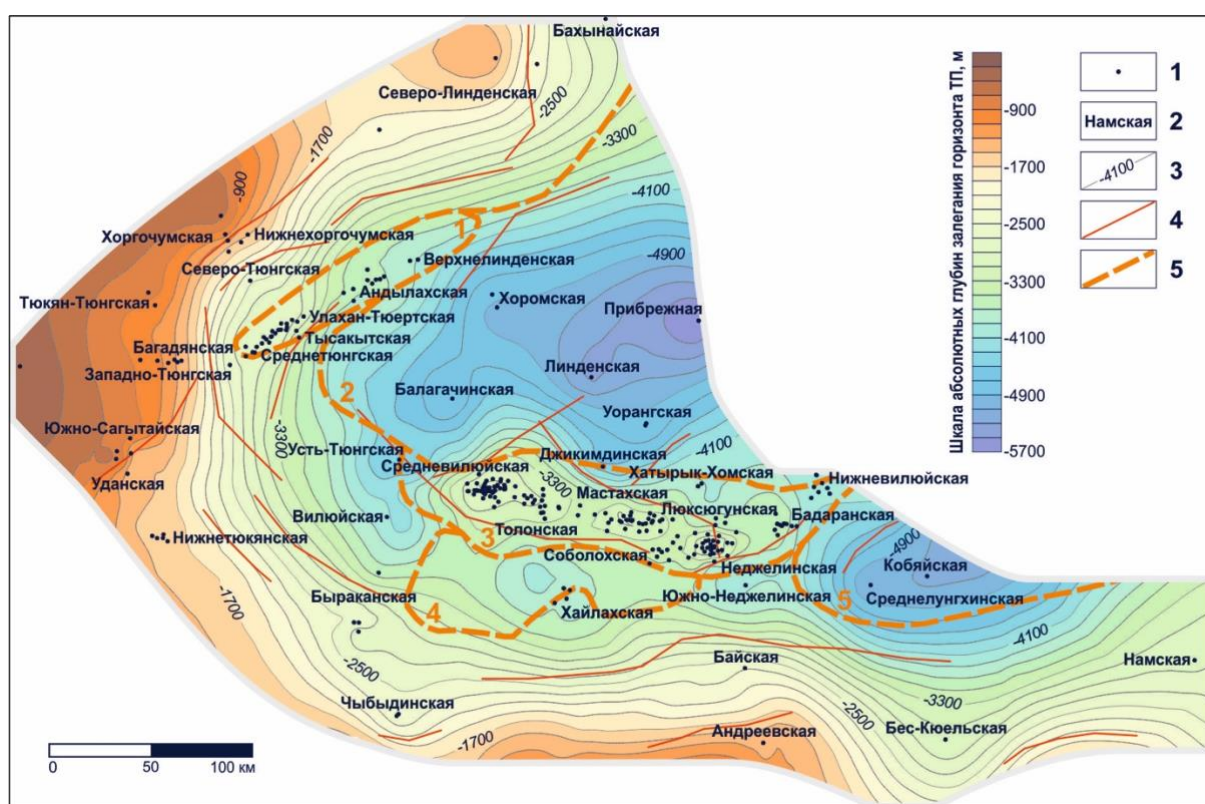 Бахынайская
Северо-Линденская
-2500
-1700
-3300
-900
-4100
1
Хоргочумская
Нижнехоргочумская
Верхнелинденская
-4900
Северо-Тюнгская
Андылахская
Хоромская
Тюкян-Тюнгская
Прибрежная
Улахан-Тюертская
Тысакытская
Багадянская
Среднетюнгская
Западно-Тюнгская
Линденская
2
Балагачинская
Уорангская
Южно-Сагытайская
-3300
-4100
Усть-Тюнгская
Джикимдинская
Уданская
Средневилюйская
Хатырык-Хомская
-3300
Нижневилюйская
Мастахская
Люксюгунская
Вилюйская
Толонская
Бадаранская
Нижнетюкянская
3
-4900
Соболохская
Неджелинская
Кобяйская
Быраканская
Южно-Неджелинская
Среднелунгхинская
-1700
4
Хайлахская
5
-4100
Байская
Намская
-2500
-3300
Чыбыдинская
-2500
Андреевская
Бес-Кюельская
-1700
0 50 100 км
Шкала абсолютных глубин залегания горизонта ТП, м
-900
-1700
-2500
-3300
-4100
-4900
-5700
1
Намская 2
-4100 3
4
5